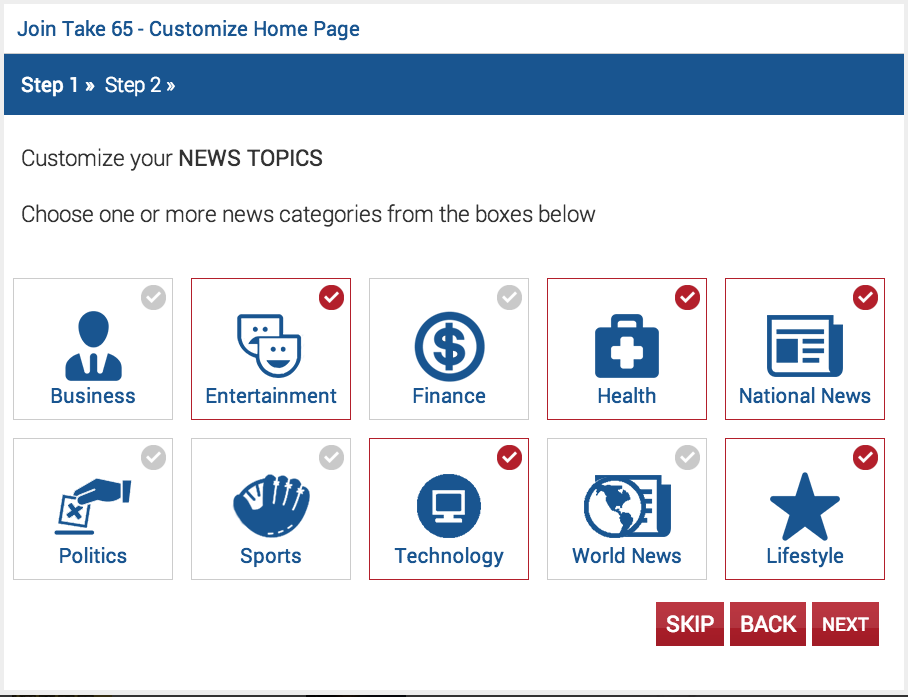 Join Take 65 - Customize Home Page
Step 1 » Step 2 »
Customize your NEWS TOPICS
Choose one or more news categories from the boxes below
Business Entertainment Finance Health National News
Politics Sports Technology World News Lifestyle
SKIP BACK NEXT